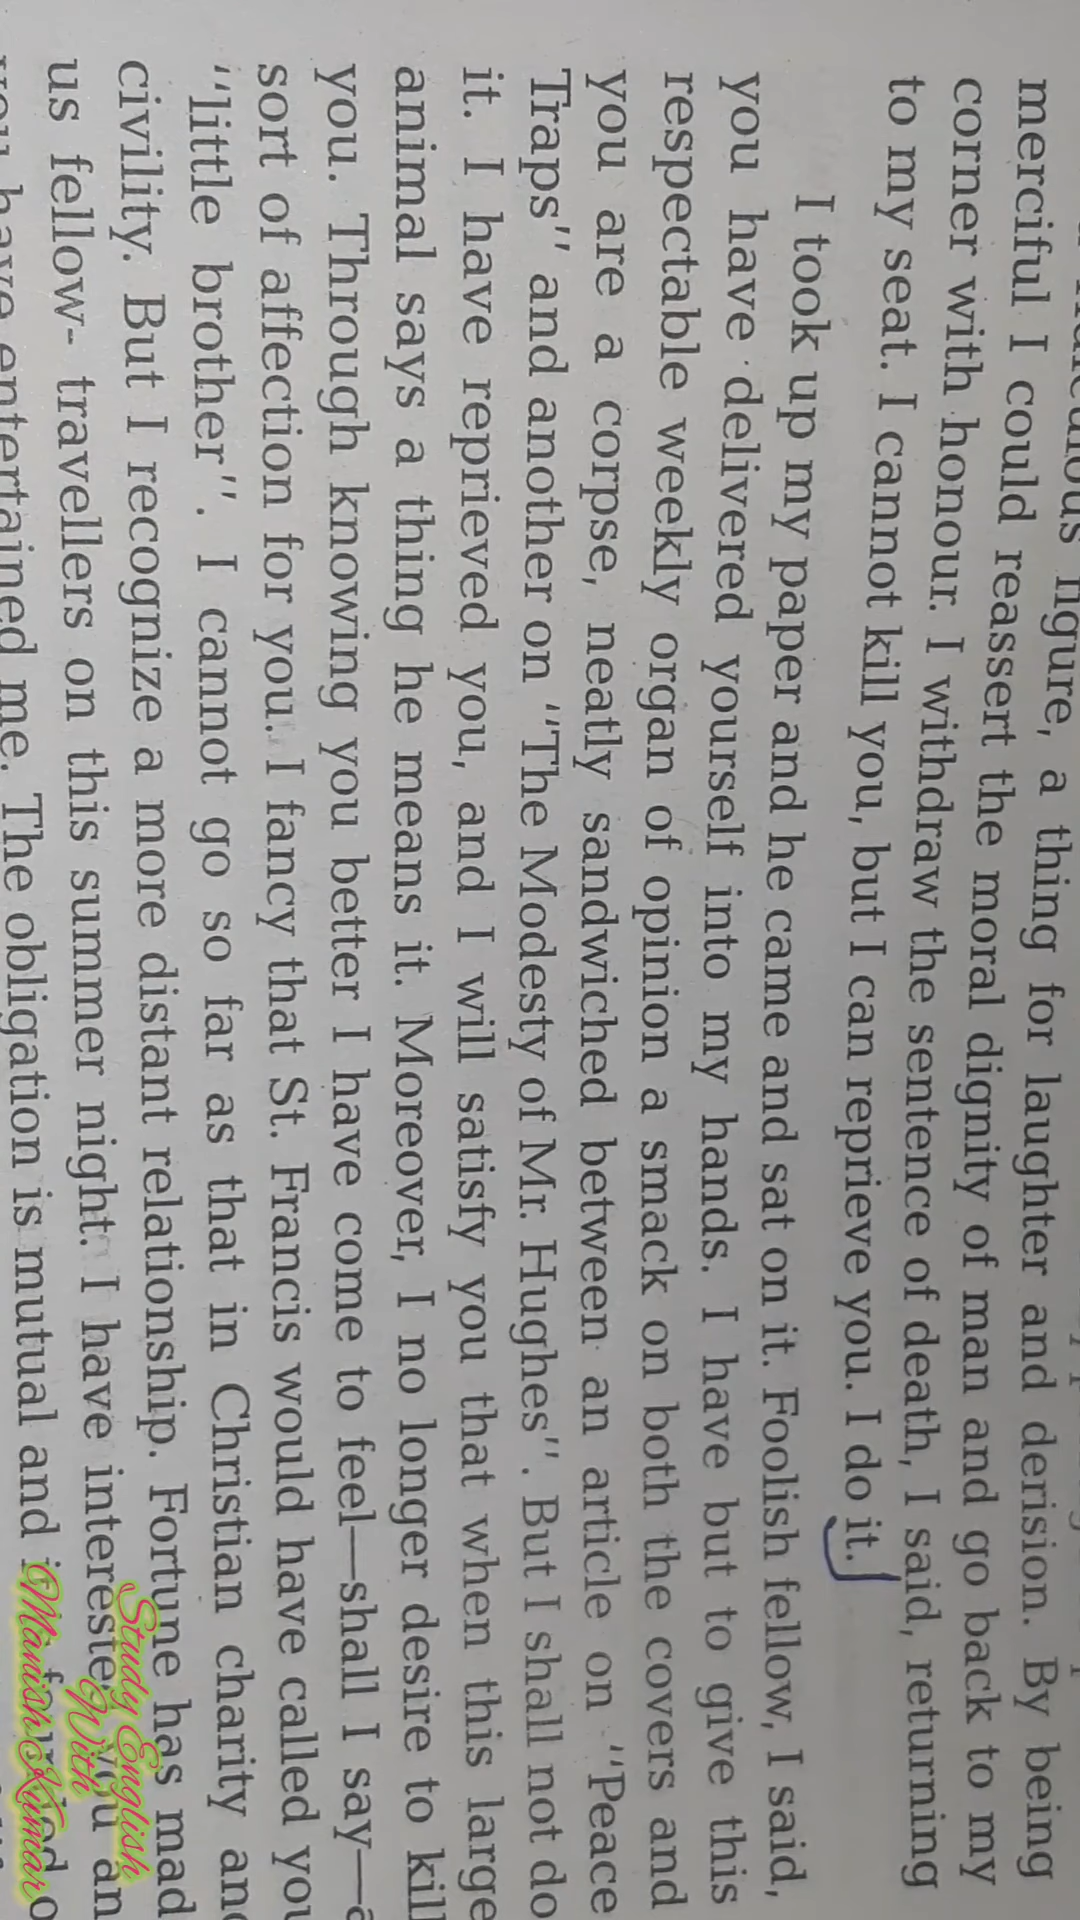 figure, a thing for laughter and derision. By being
merciful I could reassert the moral dignity of man and go back to my
corner with honour. I withdraw the sentence of death, I said, returning
to my seat. I cannot kill you, but I can reprieve you. I do it.
I took up my paper and he came and sat on it. Foolish fellow, I said,
you have delivered yourself into my hands. I have but to give this
respectable weekly organ of opinion a smack on both the covers and
you are a corpse, neatly sandwiched between an article on "Peace
Traps" and another on "The Modesty of Mr. Hughes". But I shall not do
it. I have reprieved you, and I will satisfy you that when this large
animal says a thing he means it. Moreover, I no longer desire to kill
you. Through knowing you better I have come to feel—shall I say—a
sort of affection for you. I fancy that St. Francis would have called you
"little brother". I cannot go so far as that in Christian charity and
civility. But I recognize a more distant relationship. Fortune has mad
us fellow- travellers on this summer night. I have intereste you an
you have entertained me. The obligation is mutual and
Study English
With
Manish Kumar